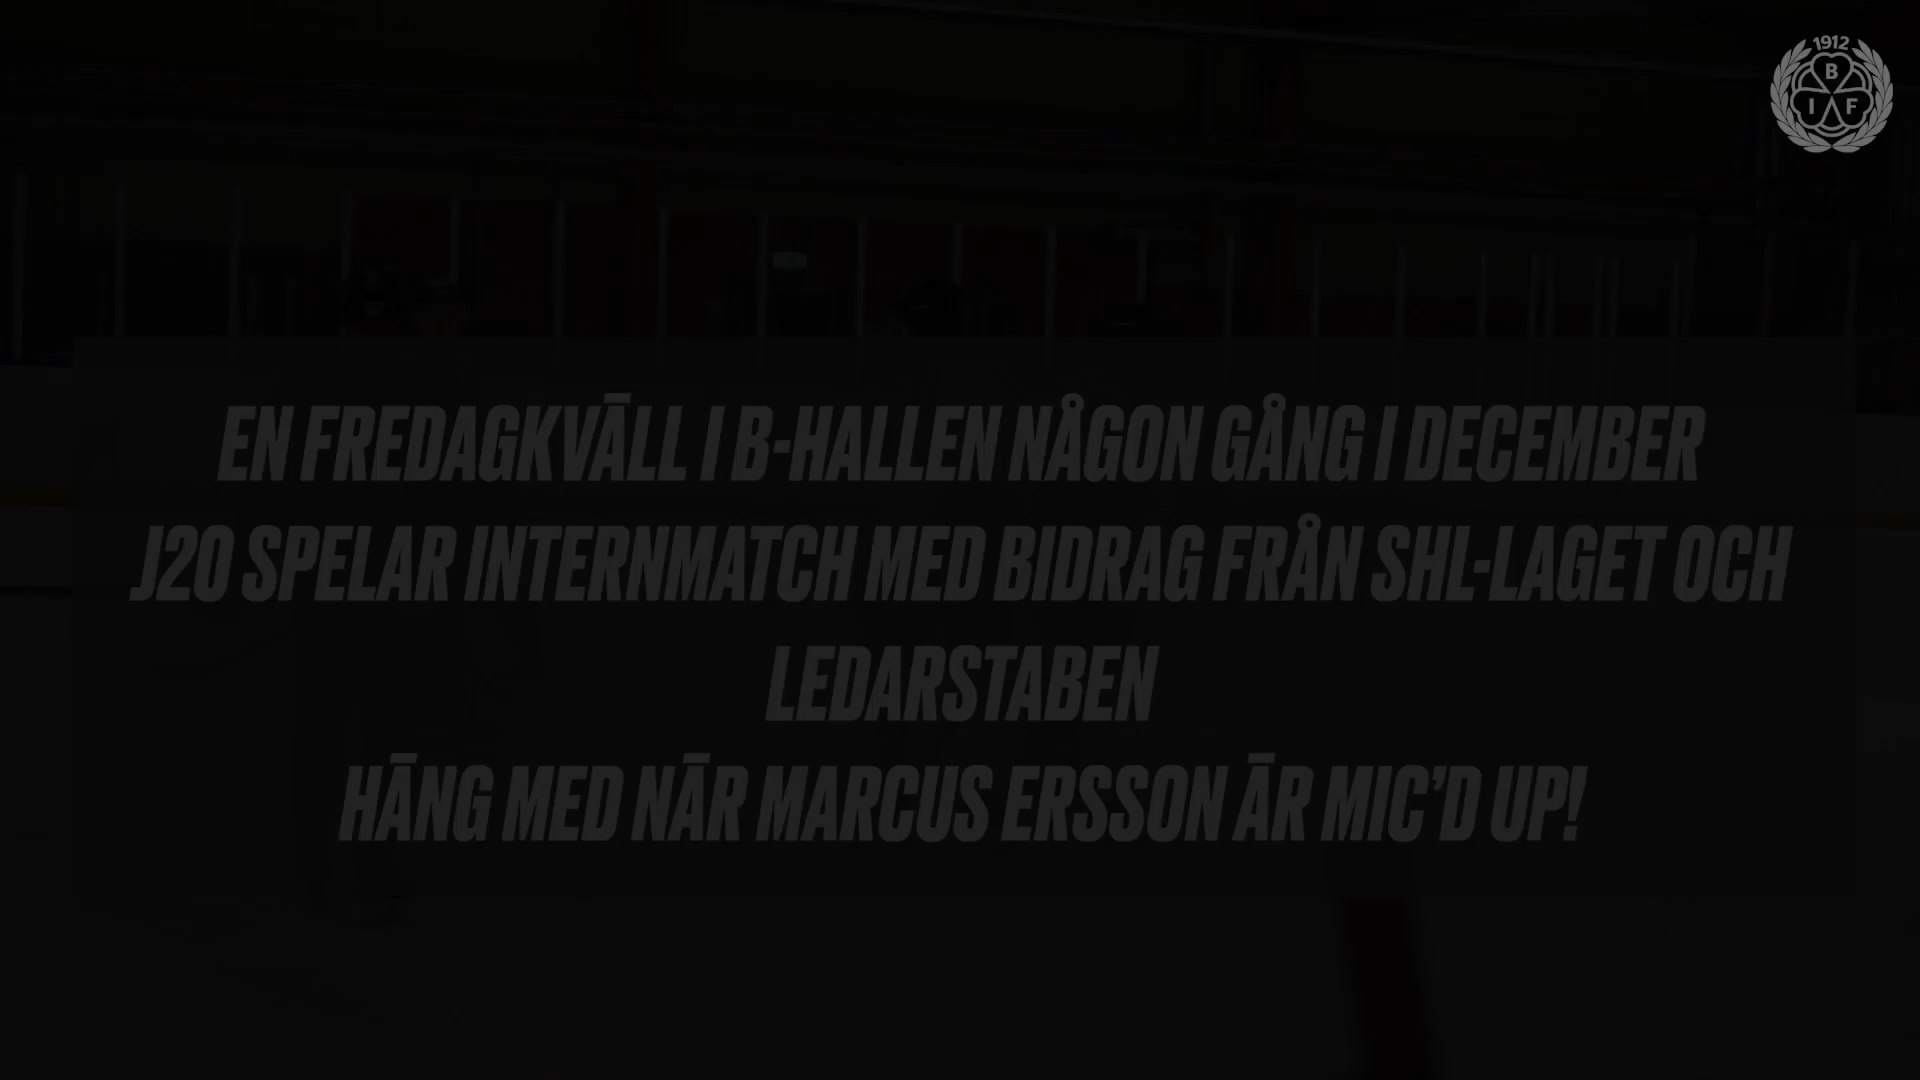 1912
B
I F
EN FREDAGKVÄLL I B-HALLEN NÅGON GÅNG I DECEMBER
J20 SPELAR INTERNMATCH MED BIDRAG FRÅN SHL-LAGET OCH
LEDARSTABEN
HÄNG MED NÄR MARCUS ERSSON ÄR MIC'D UP!